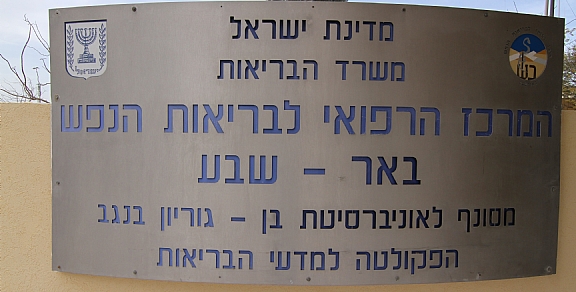 מדינת ישראל
משרד הבריאות
המרכז הרפואי לבריאות הנפש
באר - שבע
מסונף לאוניברסיטת בן - גוריון בנגב
הפקולטה למדעי הבריאות